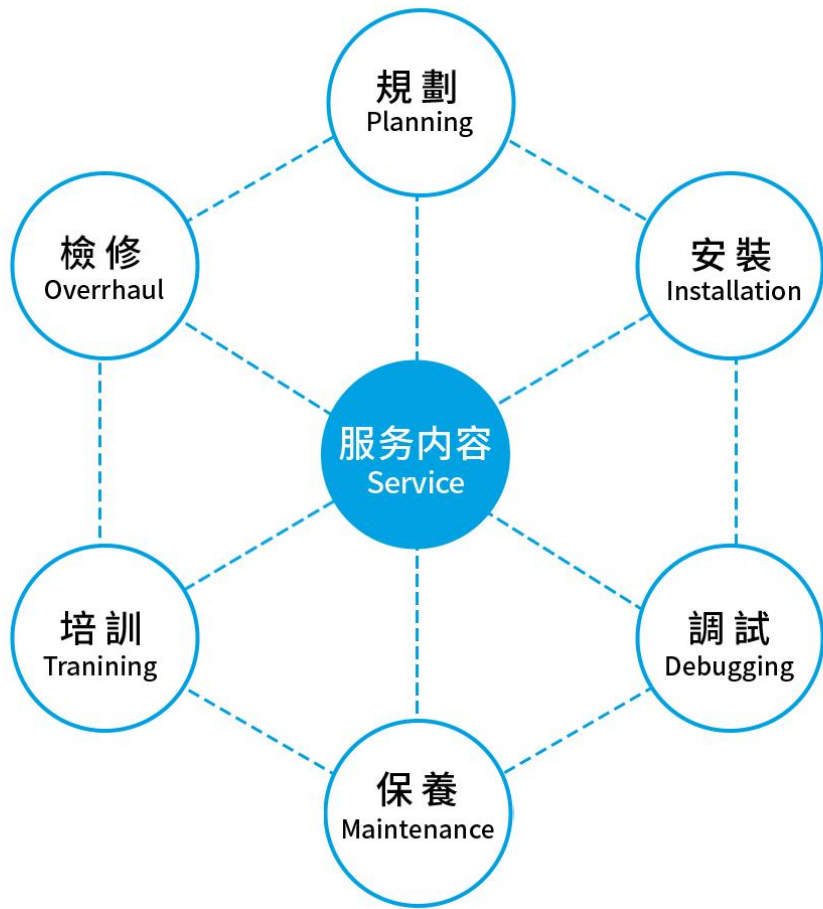 規劃
Planning
檢修
Overrhaul
安裝
Installation
服务内容
Service
培訓
Tranining
調試
Debugging
保養
Maintenance